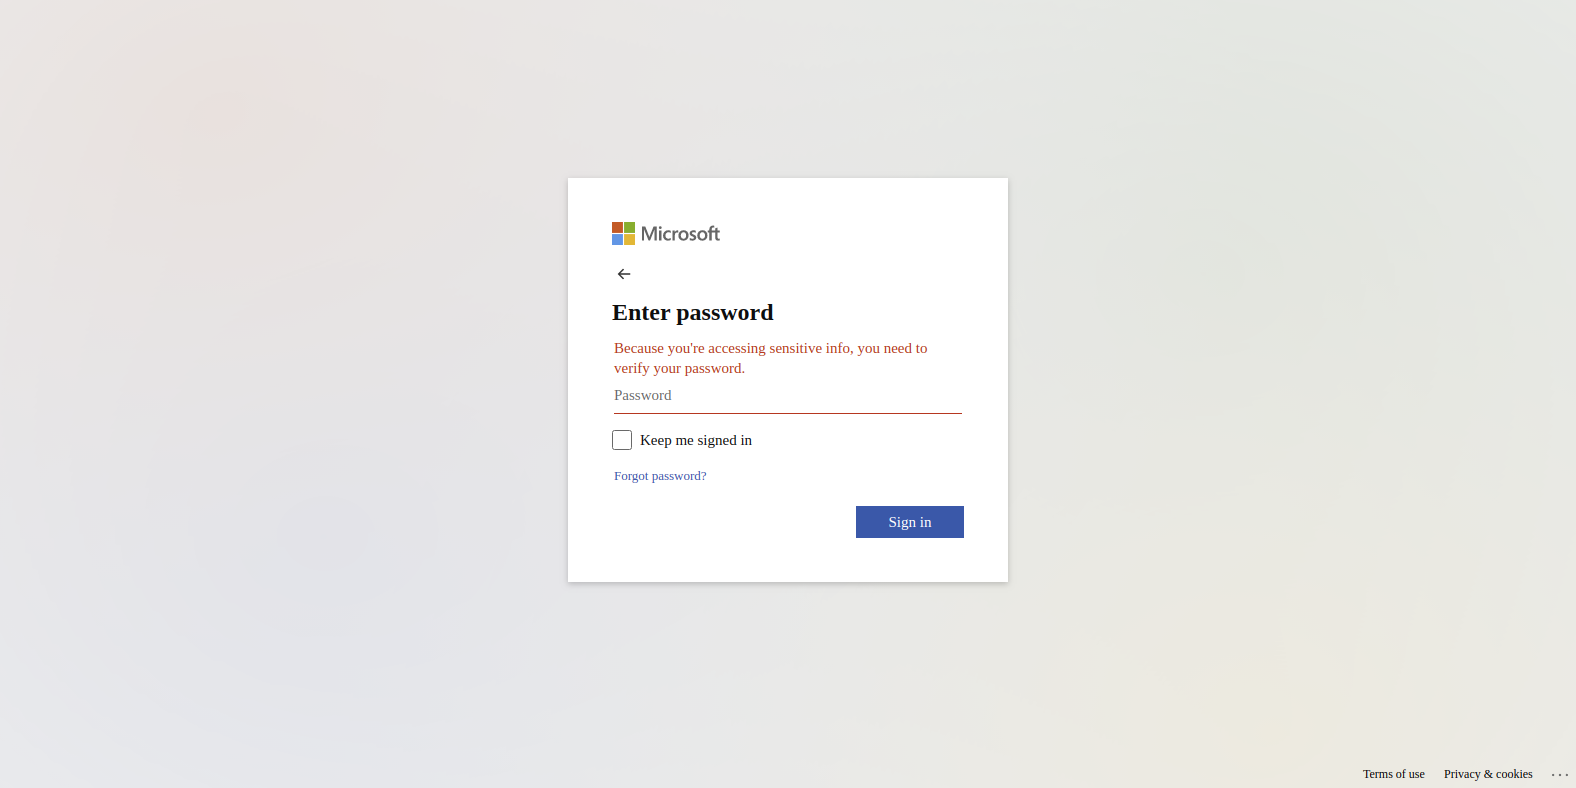 Microsoft
Enter password
Because you're accessing sensitive info, you need to
verify your password.
Password
Keep me signed in
Forgot password?
Sign in
Terms of use Privacy & cookies ...